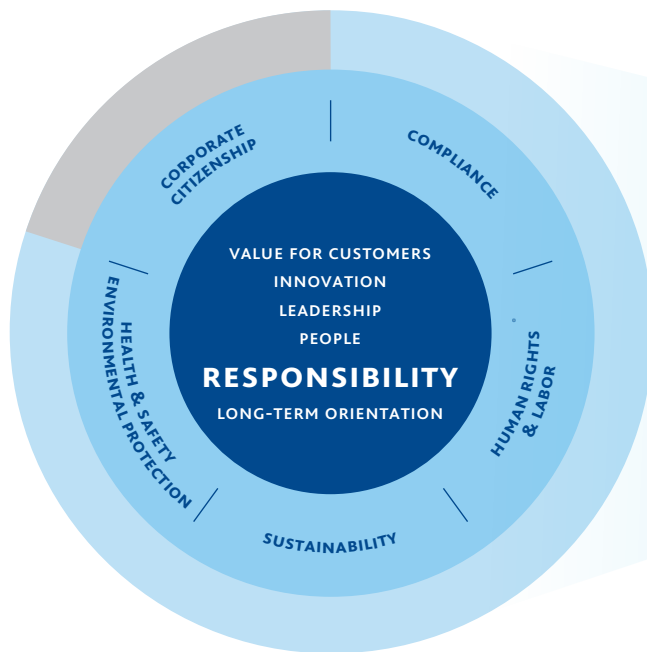 CORPORATE
CITIZENSHIP
COMPLIANCE
VALUE FOR CUSTOMERS
INNOVATION
LEADERSHIP
PEOPLE
RESPONSIBILITY
LONG-TERM ORIENTATION
HEALTH & SAFETY
ENVIRONMENTAL PROTECTION
HUMAN RIGHTS
& LABOR
SUSTAINABILITY